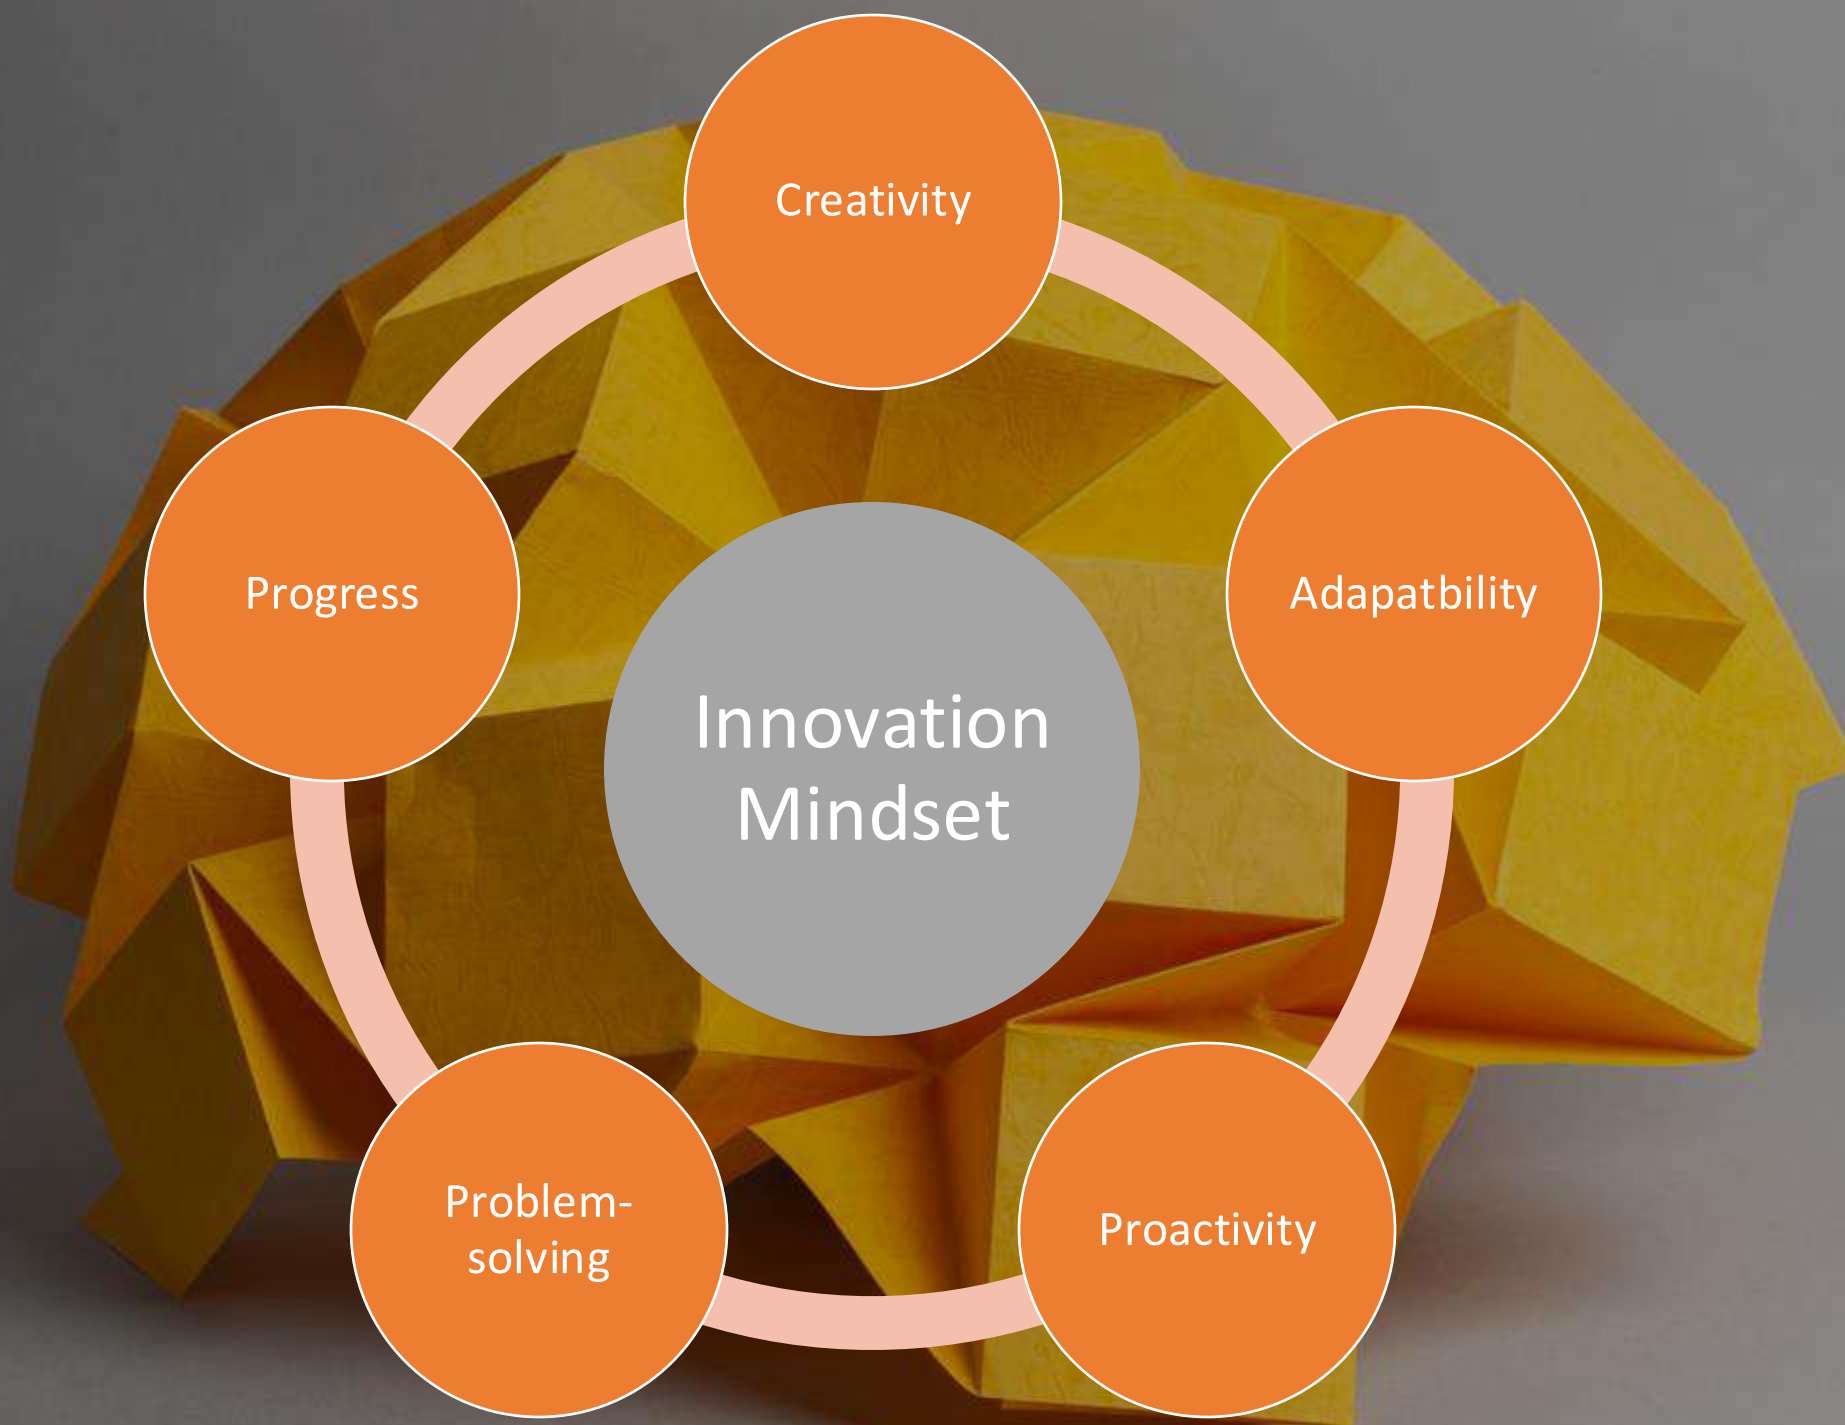 Creativity
Progress
Adapatbility
Innovation
Mindset
Problem-
solving
Proactivity